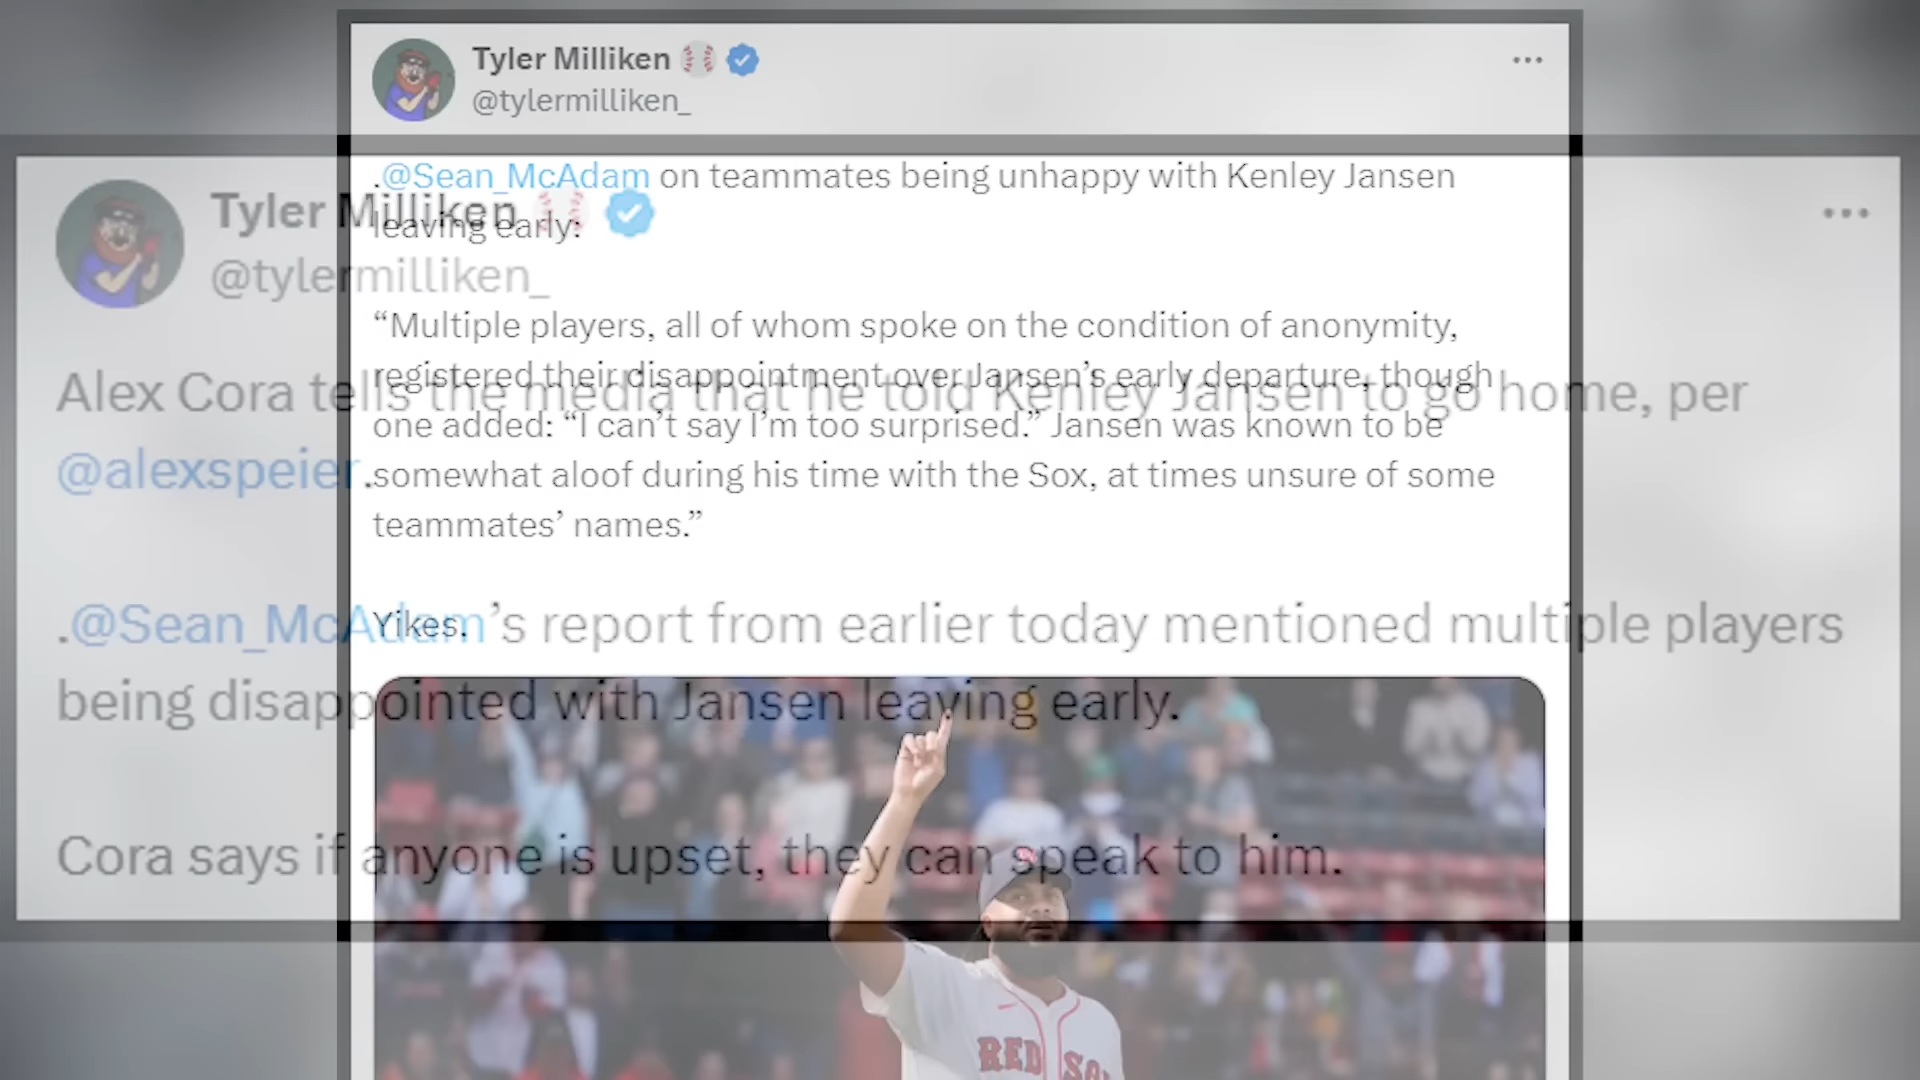 Tyler Milliken
@tylermilliken_
.@Sean_McAdam on teammates being unhappy with Kenley Jansen
leaving early:
“Multiple players, all of whom spoke on the condition of anonymity,
registered their disappointment over Jansen’s early departure, though
one added: “I can’t say I’m too surprised.” Jansen was known to be
somewhat aloof during his time with the Sox, at times unsure of some
teammates’ names.”
Yikes.
RED SO
Tyler Milliken
@tylermilliken_
Alex Cora tells the media that he told Kenley Jansen to go home, per
@alexspeier.
.@Sean_McAdam’s report from earlier today mentioned multiple players
being disappointed with Jansen leaving early.
Cora says if anyone is upset, they can speak to him.